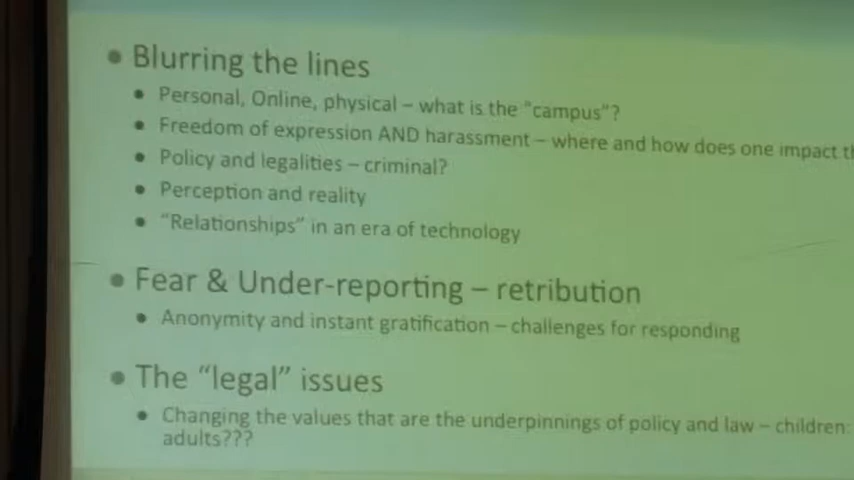 • Blurring the lines
• Personal, Online, physical – what is the "campus"?
• Freedom of expression AND harassment – where and how does one impact
• Policy and legalities – criminal?
• Perception and reality
• "Relationships" in an era of technology
• Fear & Under-reporting – retribution
• Anonymity and instant gratification – challenges for responding
• The "legal" issues
• Changing the values that are the underpinnings of policy and law – children:
adults???